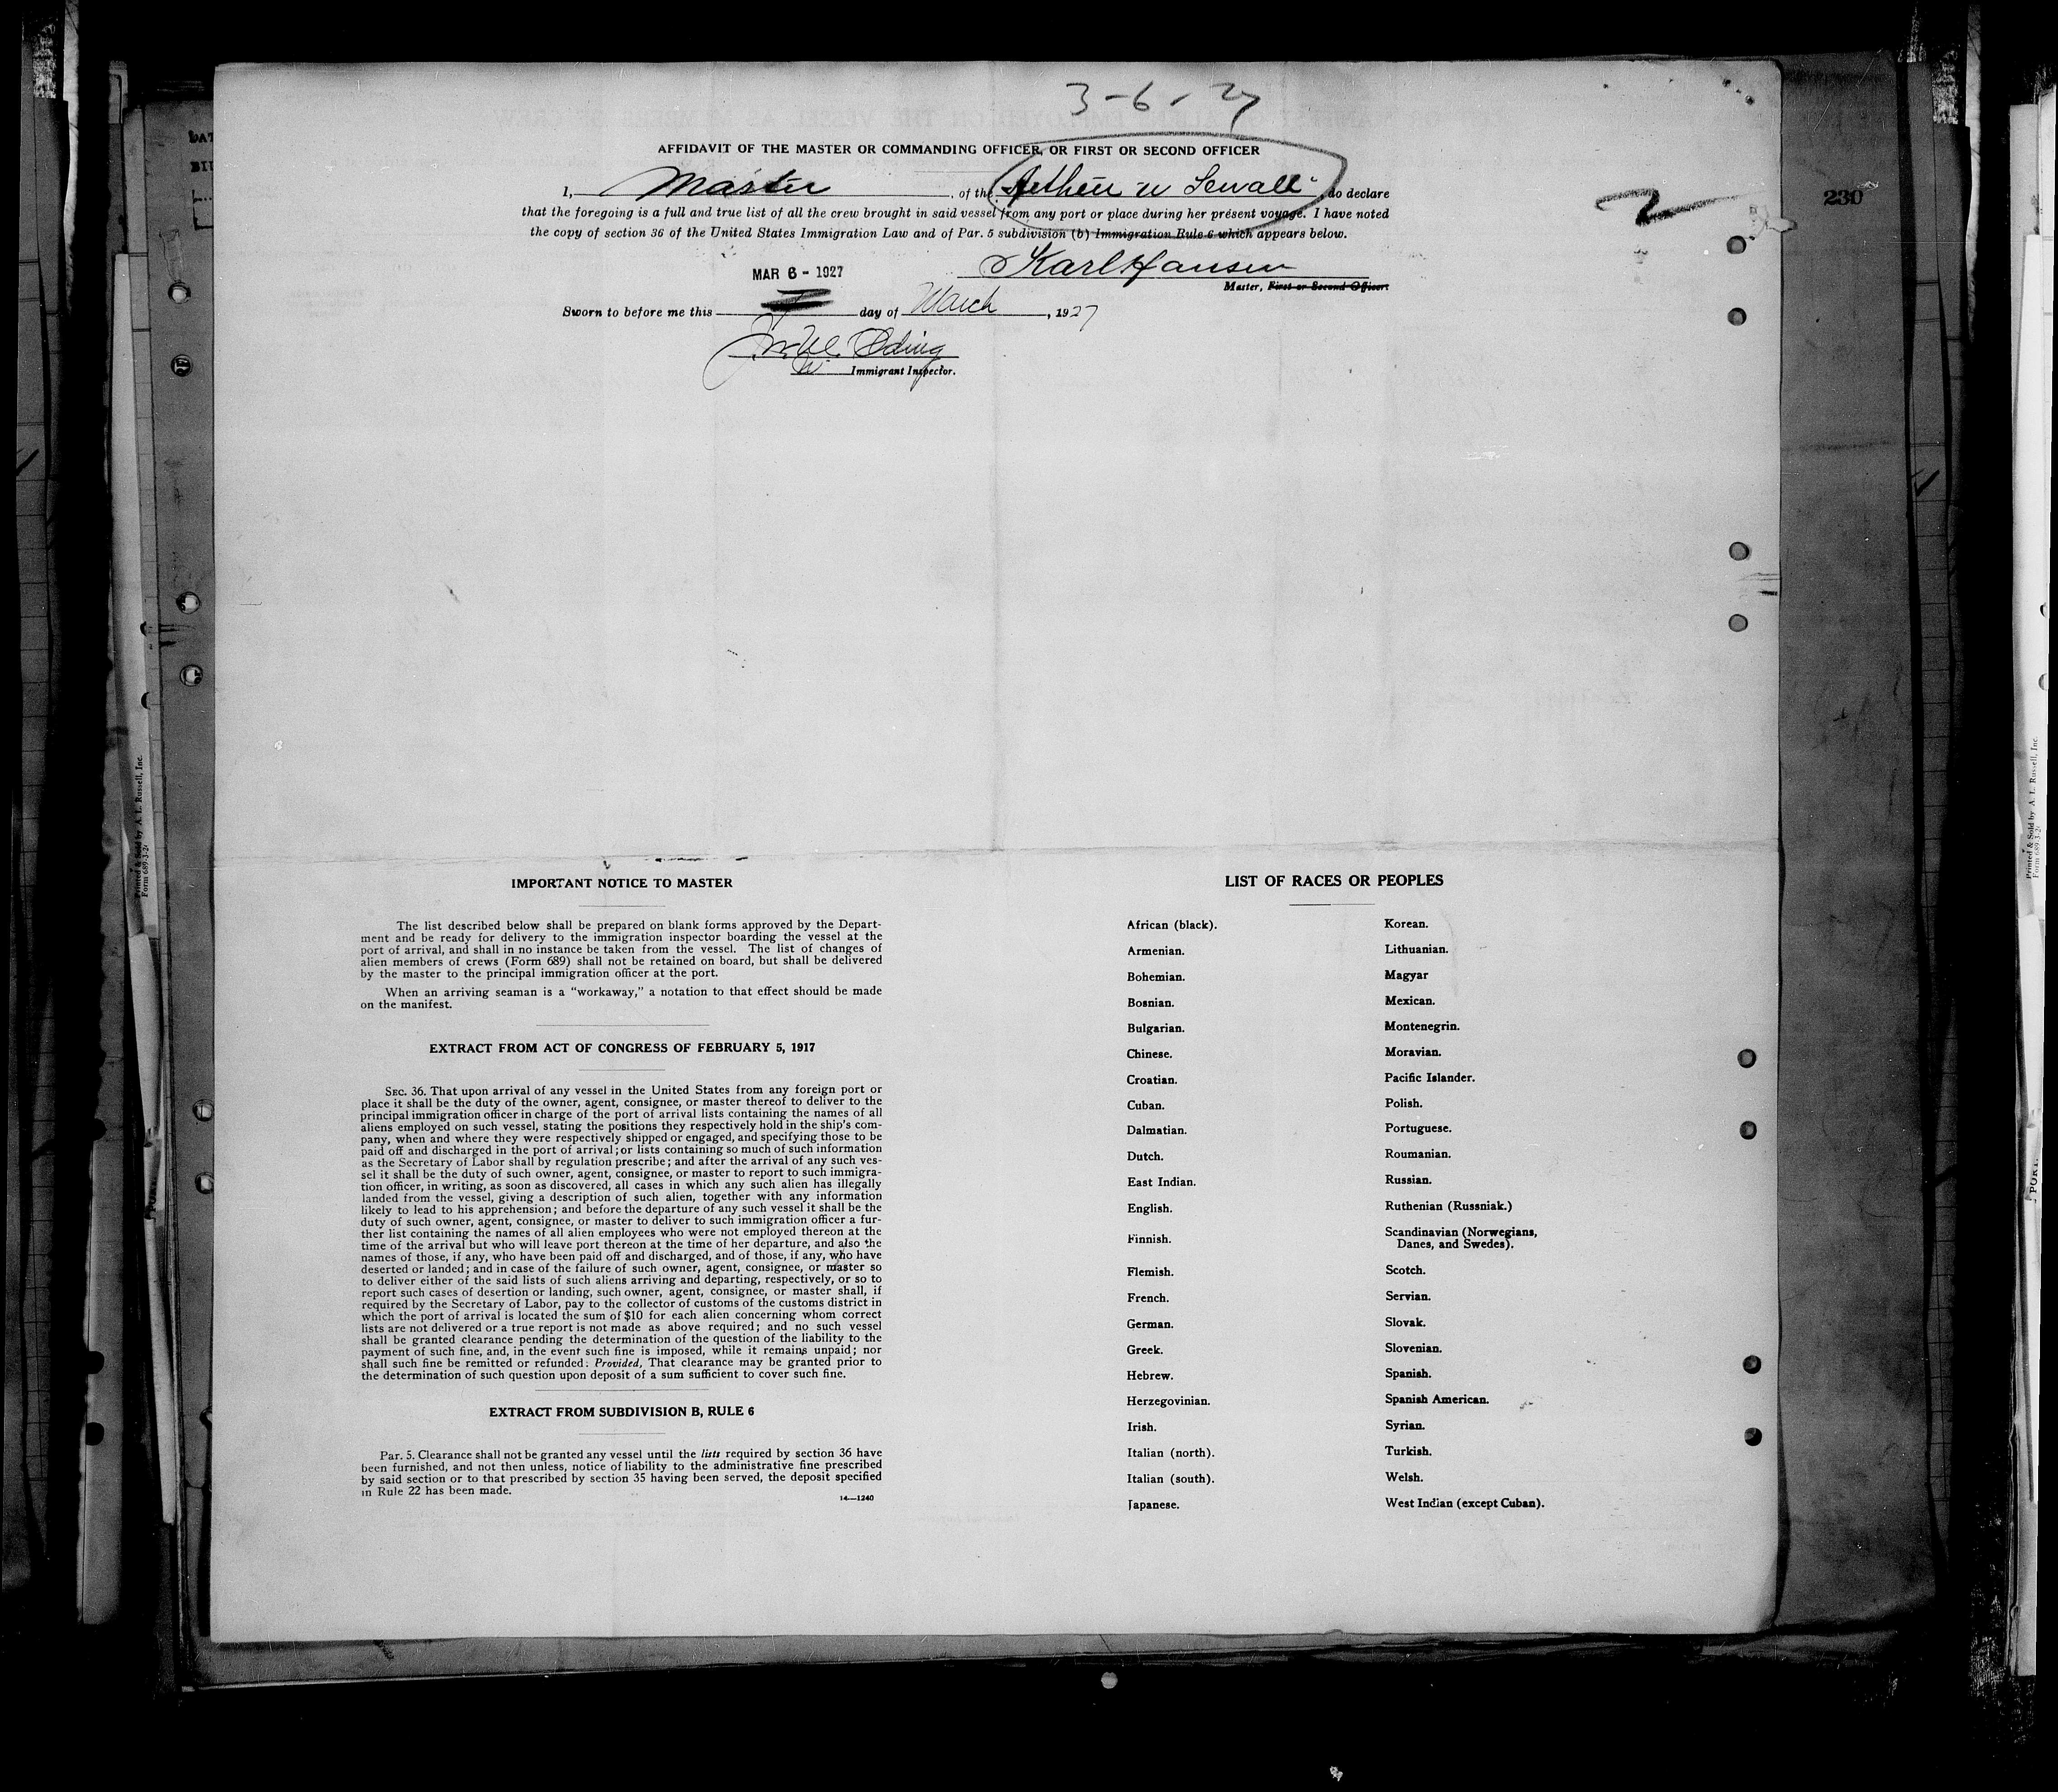 3-6-27
AFFIDAVIT OF THE MASTER OR COMMANDING OFFICER, OR FIRST OR SECOND OFFICER
I, Master, of the "Arthur W Sewall" do declare
that the foregoing is a full and true list of all the crew brought in said vessel from any port or place during her present voyage. I have noted
the copy of section 36 of the United States Immigration Law and of Par. 5 subdivision (b) Immigration Rule 6 which appears below.
230
2
Karl Hansen
MAR 6 - 1927
Master, First or Second Officer.
Sworn to before me this day of March, 1927
Immigrant Inspector.
IMPORTANT NOTICE TO MASTER
The list described below shall be prepared on blank forms approved by the Depart-
ment and be ready for delivery to the immigration inspector boarding the vessel at the
port of arrival, and shall in no instance be taken from the vessel. The list of changes of
alien members of crews (Form 689) shall not be retained on board, but shall be delivered
by the master to the principal immigration officer at the port.
When an arriving seaman is a "workaway," a notation to that effect should be made
on the manifest.
EXTRACT FROM ACT OF CONGRESS OF FEBRUARY 5, 1917
SEC. 36. That upon arrival of any vessel in the United States from any foreign port or
place it shall be the duty of the owner, agent, consignee, or master thereof to deliver to the
principal immigration officer in charge of the port of arrival lists containing the names of all
aliens employed on such vessel, stating the positions they respectively hold in the ship's com-
pany, when and where they were respectively shipped or engaged, and specifying those to be
paid off and discharged in the port of arrival; or lists containing so much of such information
as the Secretary of Labor shall by regulation prescribe; and after the arrival of any such ves-
sel it shall be the duty of such owner, agent, consignee, or master to report to such immigra-
tion officer, in writing, as soon as discovered, all cases in which any such alien has illegally
landed from the vessel, giving a description of such alien, together with any information
likely to lead to his apprehension; and before the departure of any such vessel it shall be the
duty of such owner, agent, consignee, or master to deliver to such immigration officer a fur-
ther list containing the names of all alien employees who were not employed thereon at the
time of the arrival but who will leave port thereon at the time of her departure, and also the
names of those, if any, who have been paid off and discharged, and of those, if any, who have
deserted or landed; and in case of the failure of such owner, agent, consignee, or master so
to deliver either of the said lists of such aliens arriving and departing, respectively, or so to
report such cases of desertion or landing, such owner, agent, consignee, or master shall, if
required by the Secretary of Labor, pay to the collector of customs of the customs district in
which the port of arrival is located the sum of $10 for each alien concerning whom correct
lists are not delivered or a true report is not made as above required; and no such vessel
shall be granted clearance pending the determination of the question of the liability to the
payment of such fine, and, in the event such fine is imposed, while it remains unpaid; nor
shall such fine be remitted or refunded: Provided, That clearance may be granted prior to
the determination of such question upon deposit of a sum sufficient to cover such fine.
EXTRACT FROM SUBDIVISION B, RULE 6
Par. 5. Clearance shall not be granted any vessel until the lists required by section 36 have
been furnished, and not then unless, notice of liability to the administrative fine prescribed
by said section or to that prescribed by section 35 having been served, the deposit specified
in Rule 22 has been made.
14—1240
LIST OF RACES OR PEOPLES
African (black).
Armenian.
Bohemian.
Bosnian.
Bulgarian.
Chinese.
Croatian.
Cuban.
Dalmatian.
Dutch.
East Indian.
English.
Finnish.
Flemish.
French.
German.
Greek.
Hebrew.
Herzegovinian.
Irish.
Italian (north).
Italian (south).
Japanese.
Korean.
Lithuanian.
Magyar
Mexican.
Montenegrin.
Moravian.
Pacific Islander.
Polish.
Portuguese.
Roumanian.
Russian.
Ruthenian (Russniak.)
Scandinavian (Norwegians,
Danes, and Swedes).
Scotch.
Servian.
Slovak.
Slovenian.
Spanish.
Spanish American.
Syrian.
Turkish.
Welsh.
West Indian (except Cuban).
Printed & Sold by A. L. Russell, Inc.
Printed & Sold by A. L. Russell, Inc.